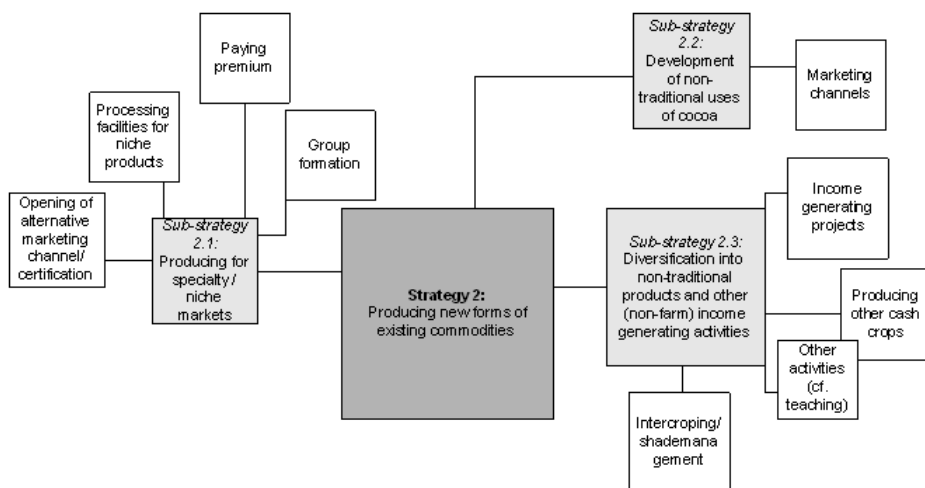 Paying
premium
Processing
facilities for
niche
products
Group
formation
Opening of
alternative
marketing
channel/
certification
Sub-strategy
2.1:
Producing for
specialty/
niche
markets
Strategy 2:
Producing new forms of
existing commodities
Sub-strategy
2.2:
Development
of non-
traditional uses
of cocoa
Marketing
channels
Sub-strategy 2.3:
Diversification into
non-traditional
products and other
(non-farm) income
generating activities
Income
generating
projects
Producing
other cash
crops
Other
activities
(cf.
teaching)
Intercroping/
shademana
gement